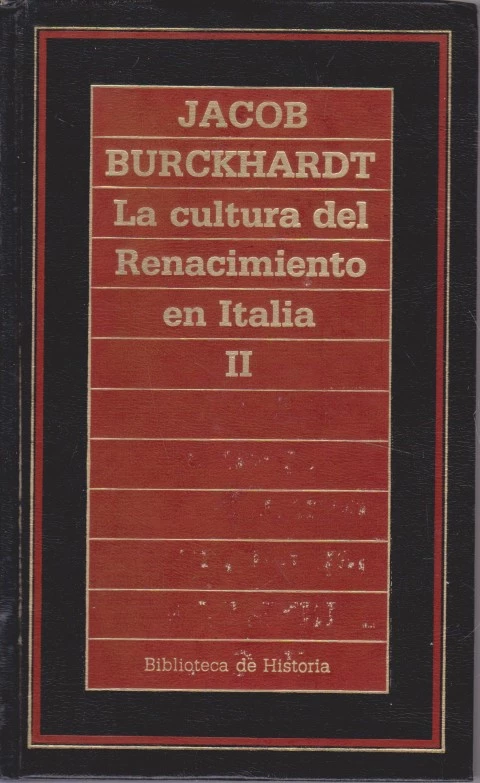 JACOB
BURCKHARDT
La cultura del
Renacimiento
en Italia
II
Biblioteca de Historia